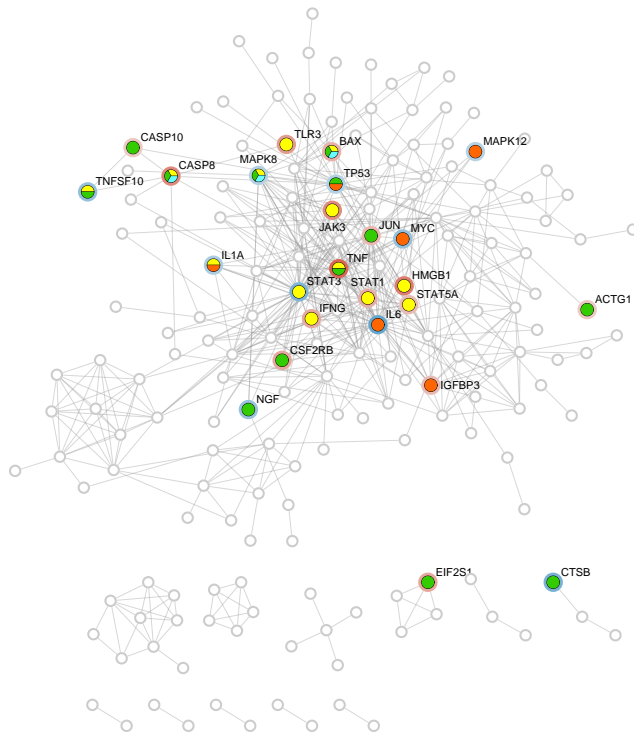 TLR3
BAX
CASP10
MAPK12
CASP8
MAPK8
TP53
TNFSF10
JAK3
JUN
MYC
IL1A
TNF
STAT3
STAT1
HMGB1
STAT5A
IFNG
IL6
ACTG1
CSF2RB
IGFBP3
NGF
EIF2S1
CTSB